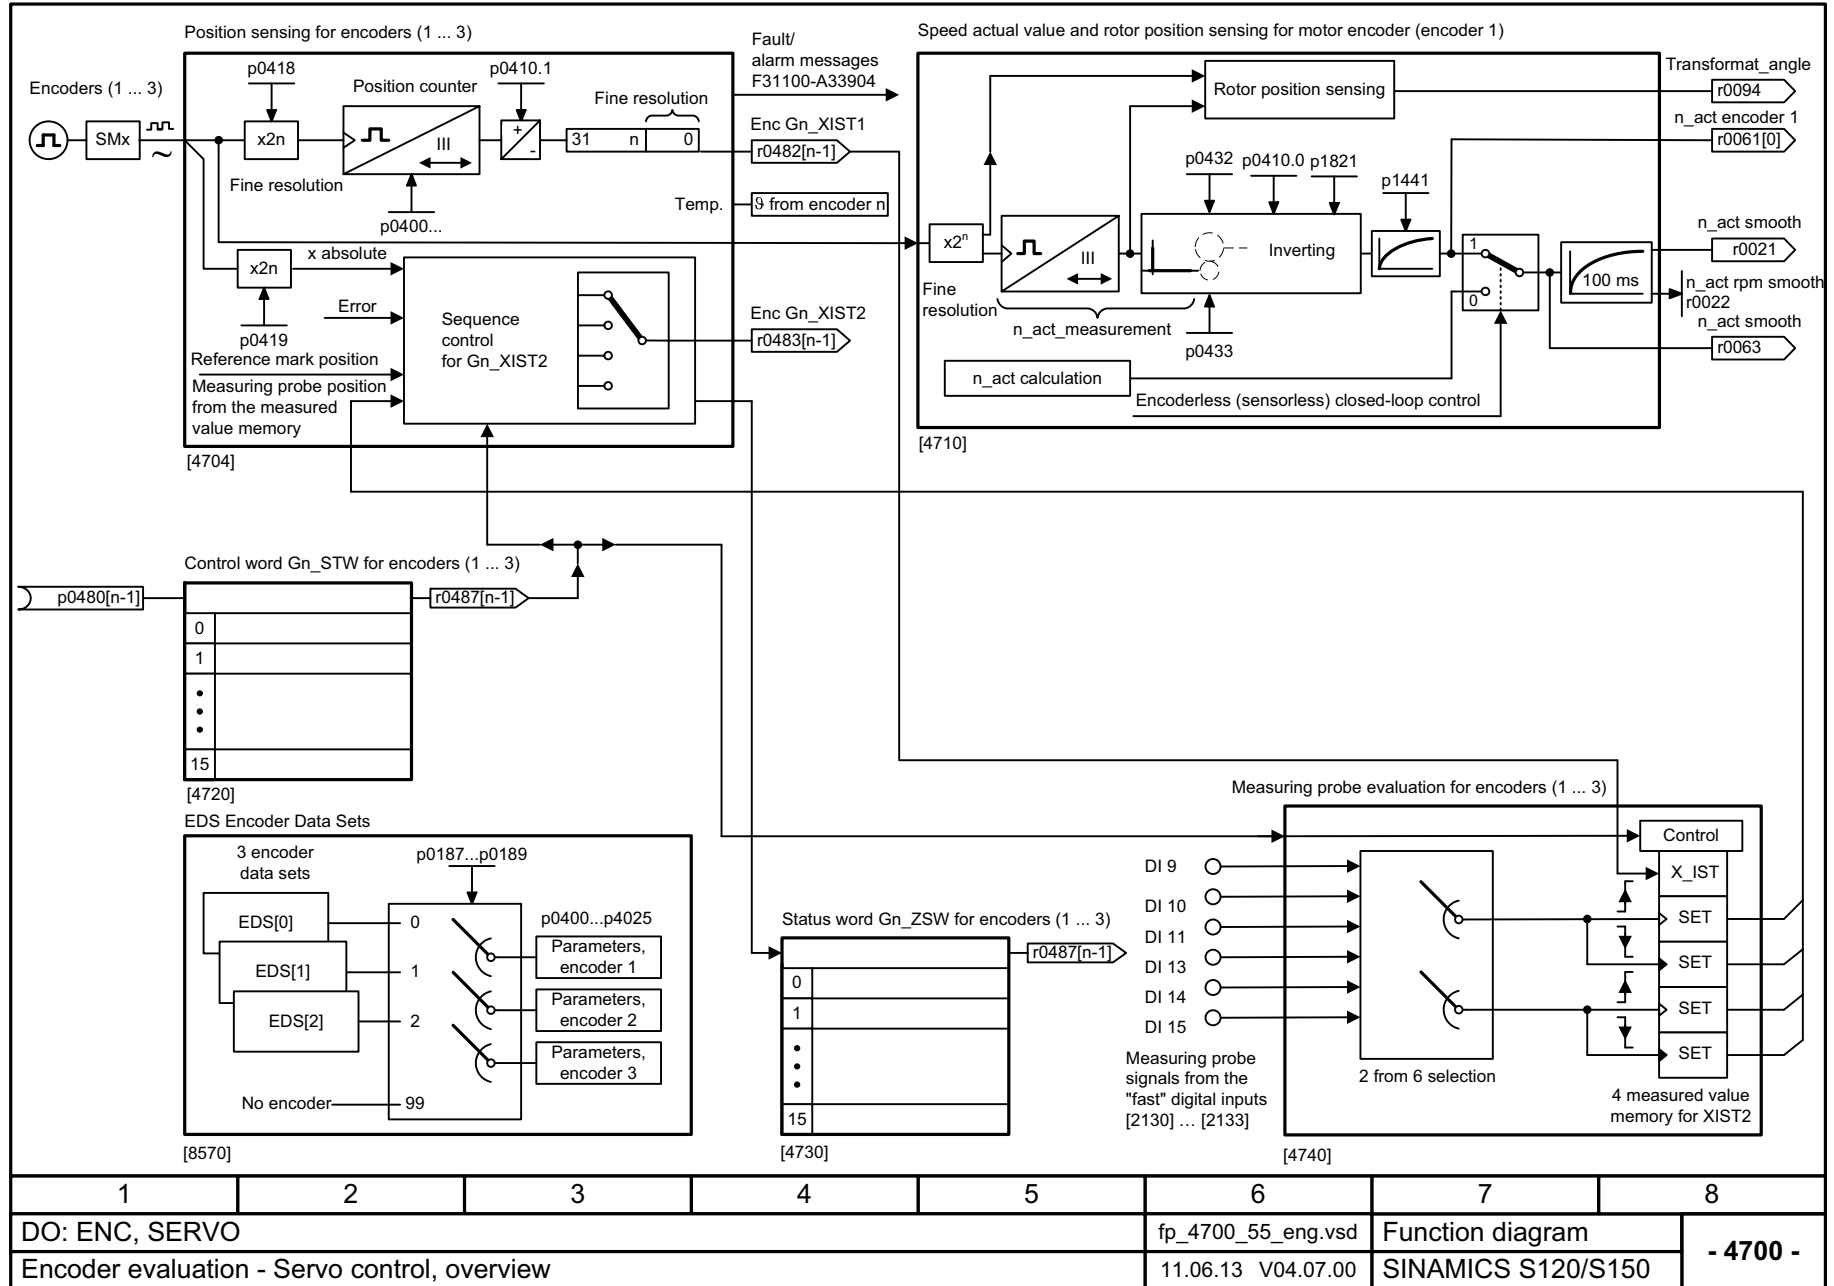 Position sensing for encoders (1 ... 3)
Encoders (1 ... 3)
SMx
p0418
x2n
Fine resolution
Position counter
III
p0400...
p0410.1
+
-
Fine resolution
31 n 0
Fault/
alarm messages
F31100-A33904
Enc Gn_XIST1
r0482[n-1]
Temp.
ϑ from encoder n
x2n
p0419
x absolute
Error
Reference mark position
Measuring probe position
from the measured
value memory
Sequence
control
for Gn_XIST2
Enc Gn_XIST2
r0483[n-1]
[4704]
Speed actual value and rotor position sensing for motor encoder (encoder 1)
Rotor position sensing
Transformat_angle
r0094
n_act encoder 1
r0061[0]
p0432 p0410.0 p1821
p1441
x2ⁿ
Fine
resolution
III
n_act_measurement
Inverting
p0433
1
0
100 ms
n_act smooth
r0021
n_act rpm smooth
r0022
n_act smooth
r0063
n_act calculation
Encoderless (sensorless) closed-loop control
[4710]
Control word Gn_STW for encoders (1 ... 3)
p0480[n-1]
r0487[n-1]
0
1
15
[4720]
EDS Encoder Data Sets
3 encoder
data sets
p0187...p0189
EDS[0]
EDS[1]
EDS[2]
No encoder
0
1
2
99
p0400...p4025
Parameters,
encoder 1
Parameters,
encoder 2
Parameters,
encoder 3
[8570]
Status word Gn_ZSW for encoders (1 ... 3)
r0487[n-1]
0
1
15
[4730]
Measuring probe evaluation for encoders (1 ... 3)
DI 9
DI 10
DI 11
DI 13
DI 14
DI 15
Measuring probe
signals from the
"fast" digital inputs
[2130] ... [2133]
2 from 6 selection
Control
X_IST
SET
SET
SET
SET
4 measured value
memory for XIST2
[4740]
1 2 3 4 5 6 7 8
DO: ENC, SERVO
fp_4700_55_eng.vsd
Function diagram
- 4700 -
Encoder evaluation - Servo control, overview
11.06.13 V04.07.00
SINAMICS S120/S150